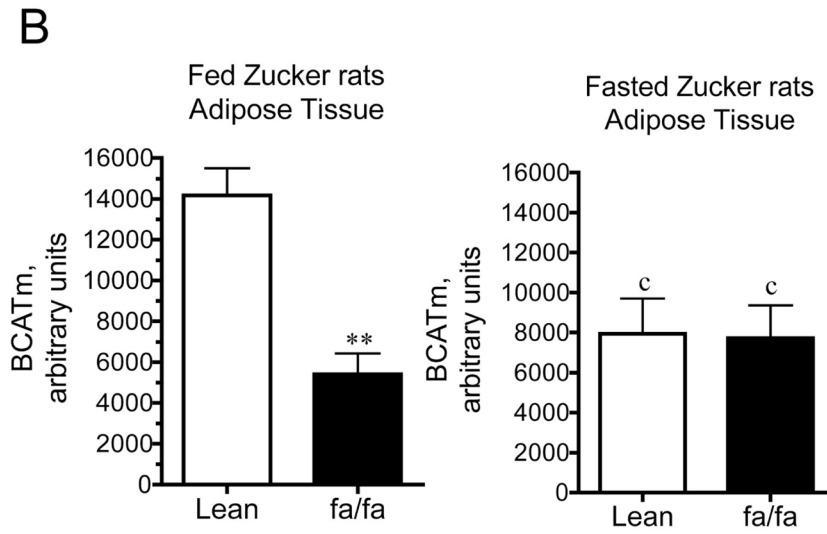 B
Fed Zucker rats
Adipose Tissue
BCATm,
arbitrary units
16000
14000
12000
10000
8000
6000
4000
2000
0
**
Lean
fa/fa
Fasted Zucker rats
Adipose Tissue
BCATm,
arbitrary units
16000
14000
12000
10000
8000
6000
4000
2000
0
c
c
Lean
fa/fa